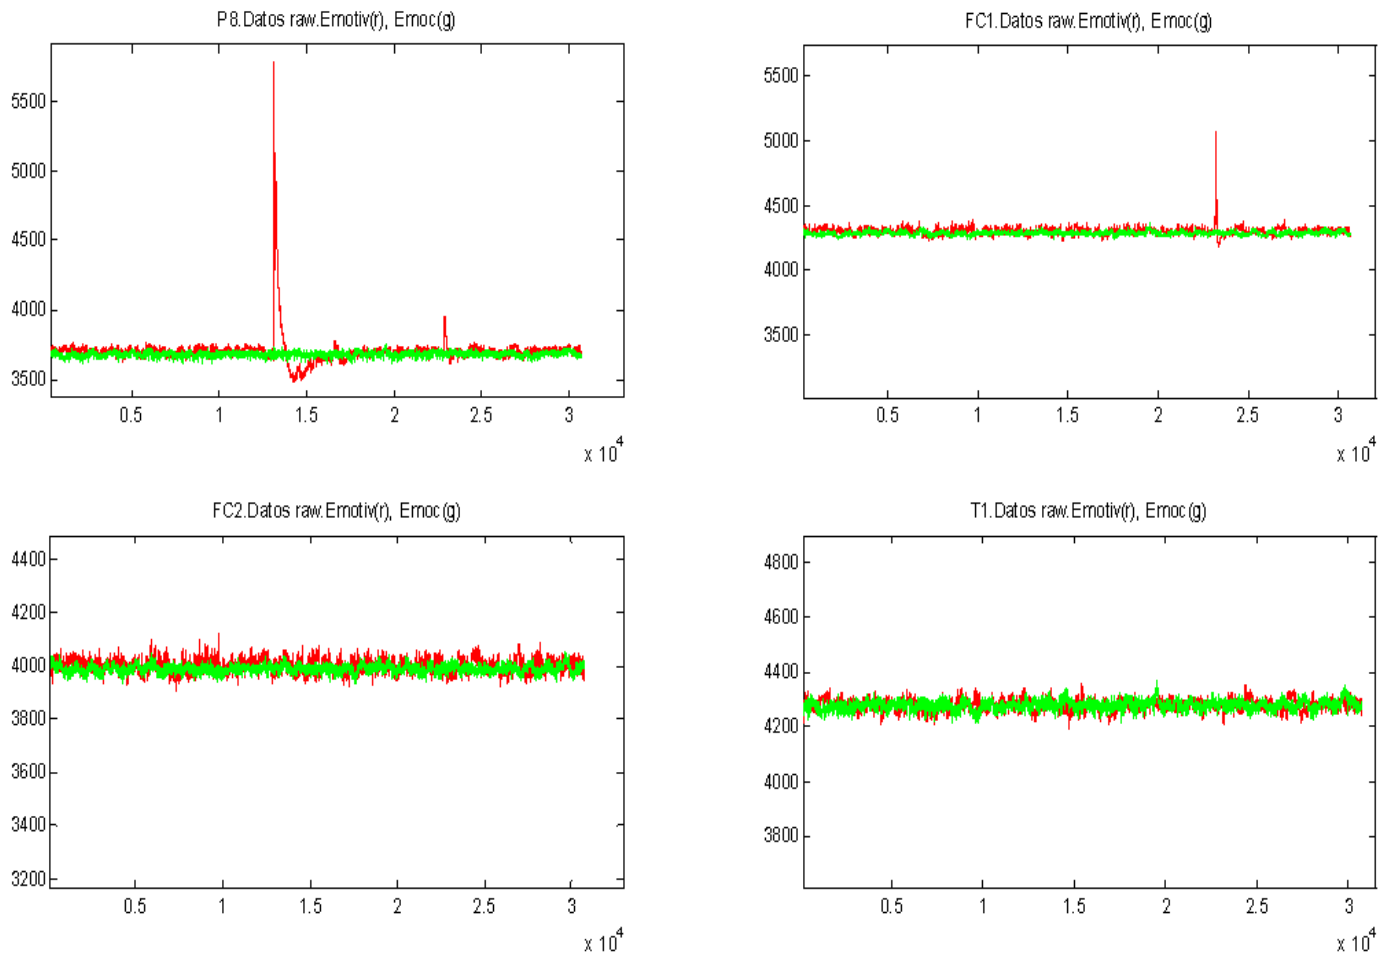 P8.Datos raw.Emotiv(r), Emoc(g)
5500
5000
4500
4000
3500
0.5 1 1.5 2 2.5 3
x 10^4
FC1.Datos raw.Emotiv(r), Emoc(g)
5500
5000
4500
4000
3500
0.5 1 1.5 2 2.5 3
x 10^4
FC2.Datos raw.Emotiv(r), Emoc(g)
4400
4200
4000
3800
3600
3400
3200
0.5 1 1.5 2 2.5 3
x 10^4
T1.Datos raw.Emotiv(r), Emoc(g)
4800
4600
4400
4200
4000
3800
0.5 1 1.5 2 2.5 3
x 10^4